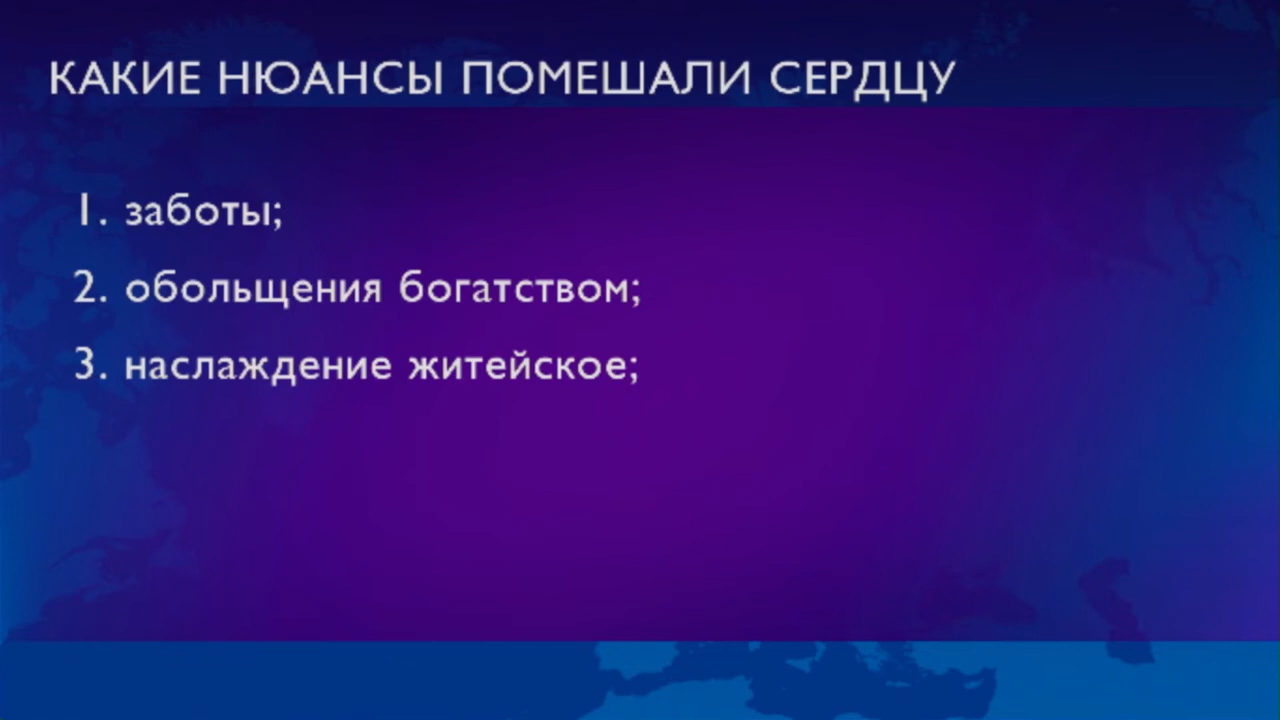 КАКИЕ НЮАНСЫ ПОМЕШАЛИ СЕРДЦУ
1. заботы;
2. обольщения богатством;
3. наслаждение житейское;